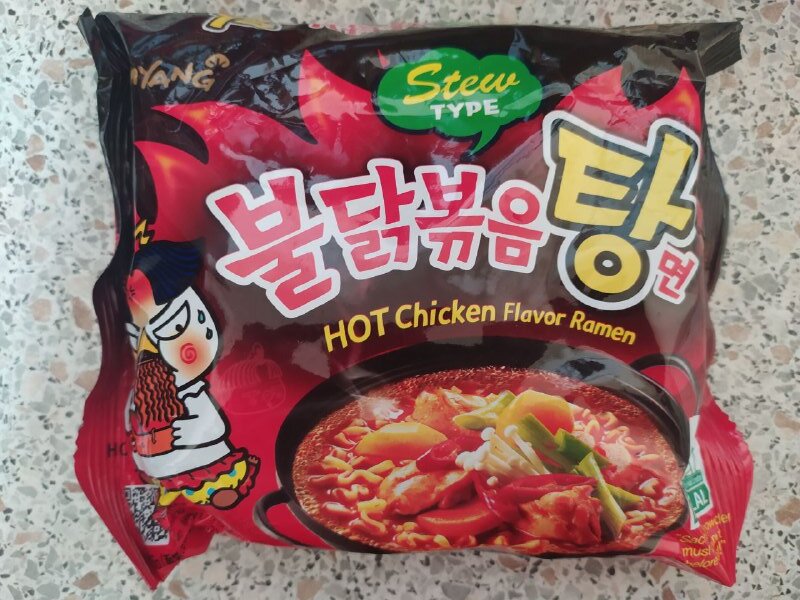 YANG
Stew
TYPE
불닭볶음탕면
HOT Chicken Flavor Ramen